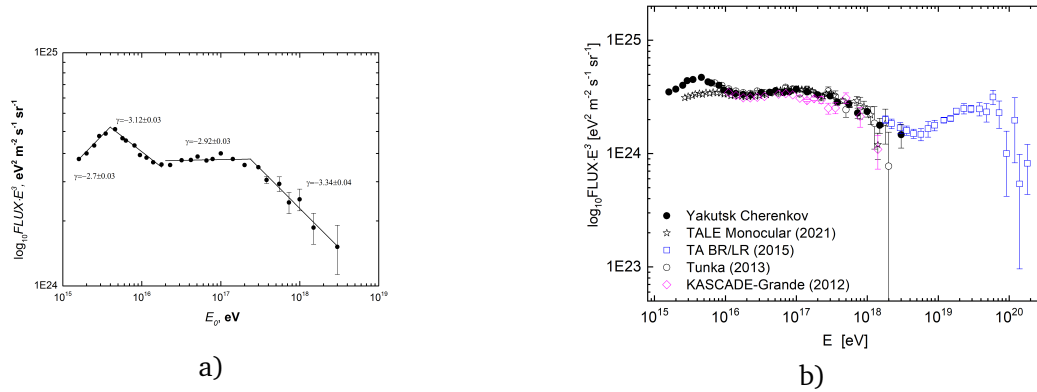 1E25
γ=−3.12±0.03
γ=−2.92±0.03
γ=−2.7±0.03
γ=−3.34±0.04
1E24
log₁₀FLUX·E³, eV² m⁻² s⁻¹ sr⁻¹
10¹⁵ 10¹⁶ 10¹⁷ 10¹⁸ 10¹⁹
E₀, eV
a)
1E25
1E24
1E23
log₁₀FLUX·E³ [eV² m⁻² s⁻¹ sr⁻¹]
Yakutsk Cherenkov
TALE Monocular (2021)
TA BR/LR (2015)
Tunka (2013)
KASCADE-Grande (2012)
10¹⁵ 10¹⁶ 10¹⁷ 10¹⁸ 10¹⁹ 10²⁰
E [eV]
b)